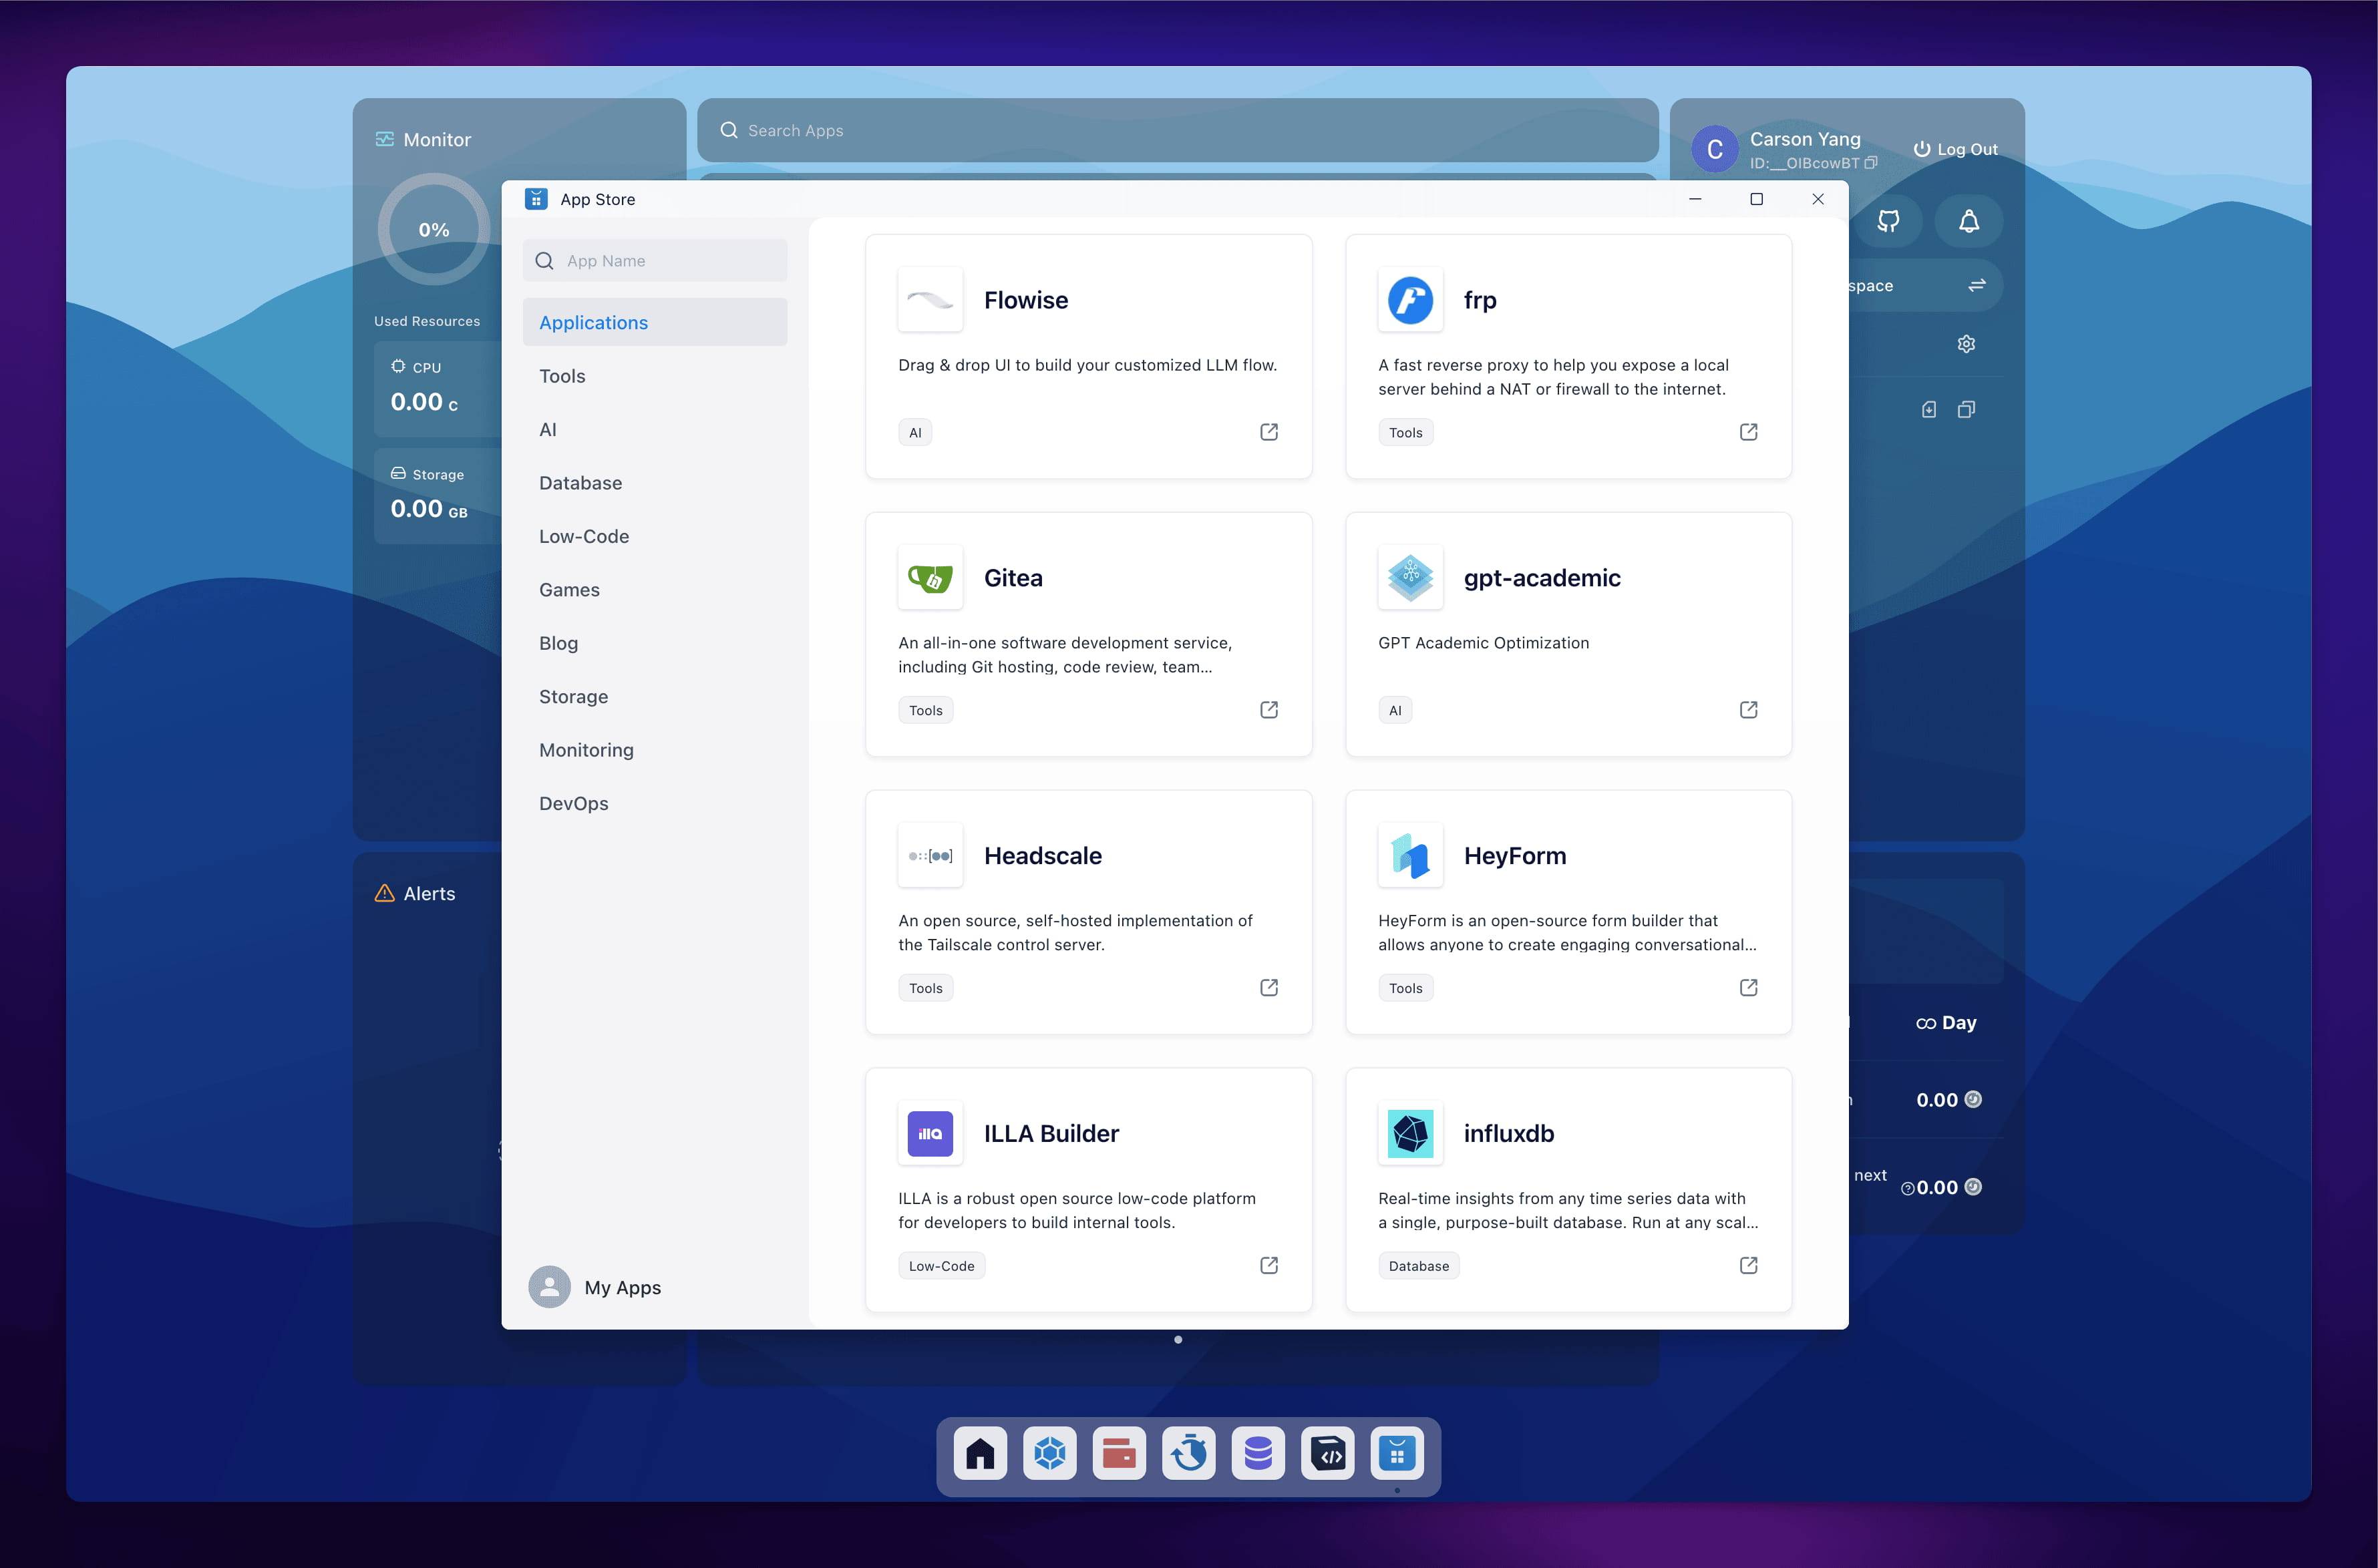 Monitor
0%
Used Resources
CPU
0.00 C
Storage
0.00 GB
Alerts
Search Apps
C
Carson Yang
ID:__OIBcowBT
Log Out
space
Day
0.00
next
0.00
App Store
App Name
Applications
Tools
AI
Database
Low-Code
Games
Blog
Storage
Monitoring
DevOps
My Apps
Flowise
Drag & drop UI to build your customized LLM flow.
AI
frp
A fast reverse proxy to help you expose a local
server behind a NAT or firewall to the internet.
Tools
Gitea
An all-in-one software development service,
including Git hosting, code review, team...
Tools
gpt-academic
GPT Academic Optimization
AI
Headscale
An open source, self-hosted implementation of
the Tailscale control server.
Tools
HeyForm
HeyForm is an open-source form builder that
allows anyone to create engaging conversational...
Tools
illa
ILLA Builder
ILLA is a robust open source low-code platform
for developers to build internal tools.
Low-Code
influxdb
Real-time insights from any time series data with
a single, purpose-built database. Run at any scal...
Database